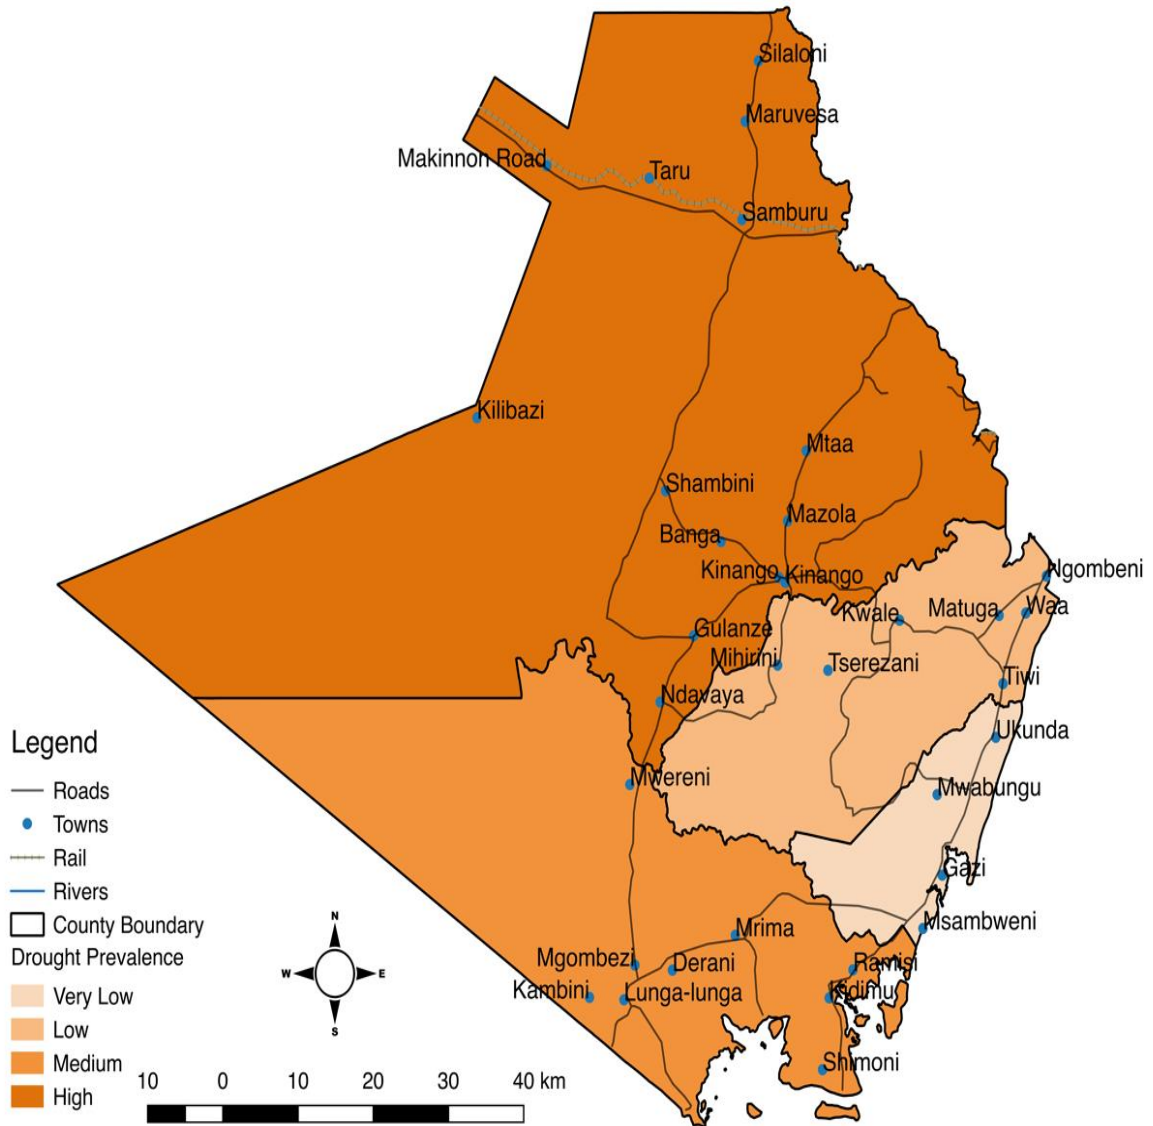 Silaloni
Maruvesa
Makinnon Road
Taru
Samburu
Kilibazi
Mtaa
Shambini
Mazola
Banga
Kinango
Kinango
Ngombeni
Kwale
Matuga
Waa
Gulanze
Mihirini
Tserezani
Tiwi
Ndavaya
Ukunda
Mwereni
Mwabungu
Gazi
Msambweni
Mrima
Mgombezi
Derani
Ramisi
Kambini
Lunga-lunga
Kidimu
Shimoni
Legend
Roads
Towns
Rail
Rivers
County Boundary
Drought Prevalence
Very Low
Low
Medium
High
N
W
E
S
10 0 10 20 30 40 km